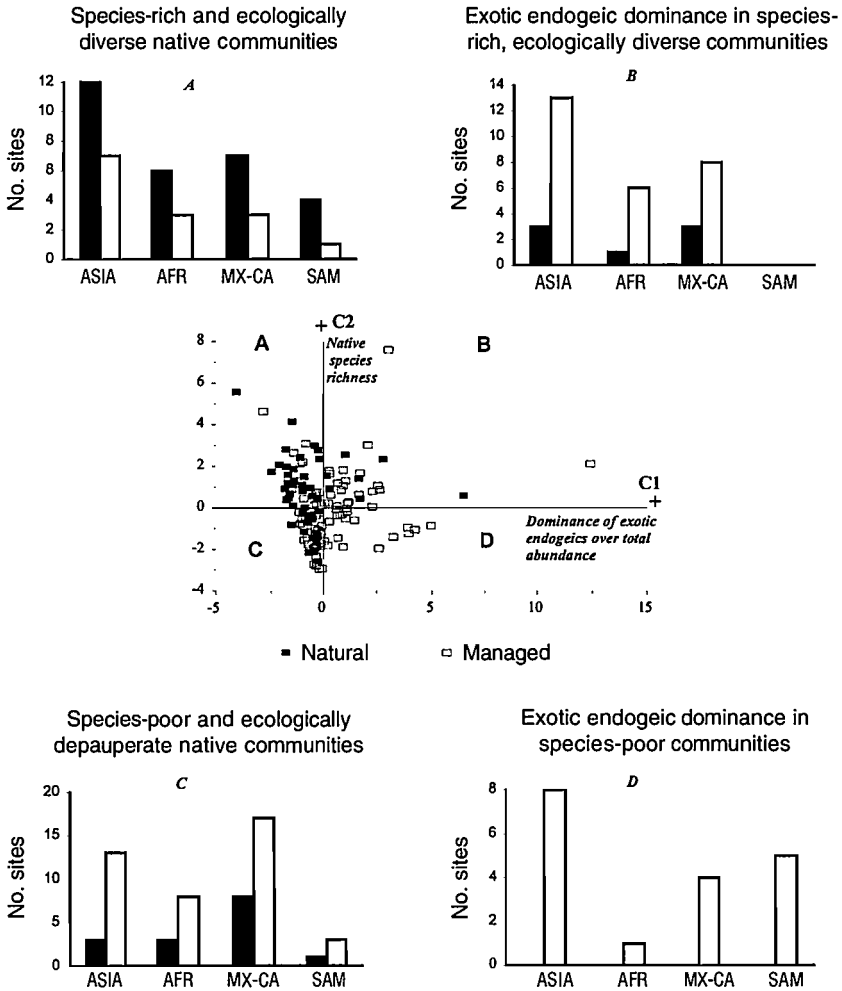 Species-rich and ecologically
diverse native communities
A
No. sites
12
10
8
6
4
2
0
ASIA AFR MX-CA SAM
Exotic endogeic dominance in species-
rich, ecologically diverse communities
B
No. sites
14
12
10
8
6
4
2
0
ASIA AFR MX-CA SAM
+ C2
Native
species
richness
A
B
8
6
4
2
0
-2
-4
C1
+
Dominance of exotic
endogeics over total
abundance
C
D
-5 0 5 10 15
Natural Managed
Species-poor and ecologically
depauperate native communities
C
No. sites
20
15
10
5
0
ASIA AFR MX-CA SAM
Exotic endogeic dominance in
species-poor communities
D
No. sites
8
6
4
2
0
ASIA AFR MX-CA SAM